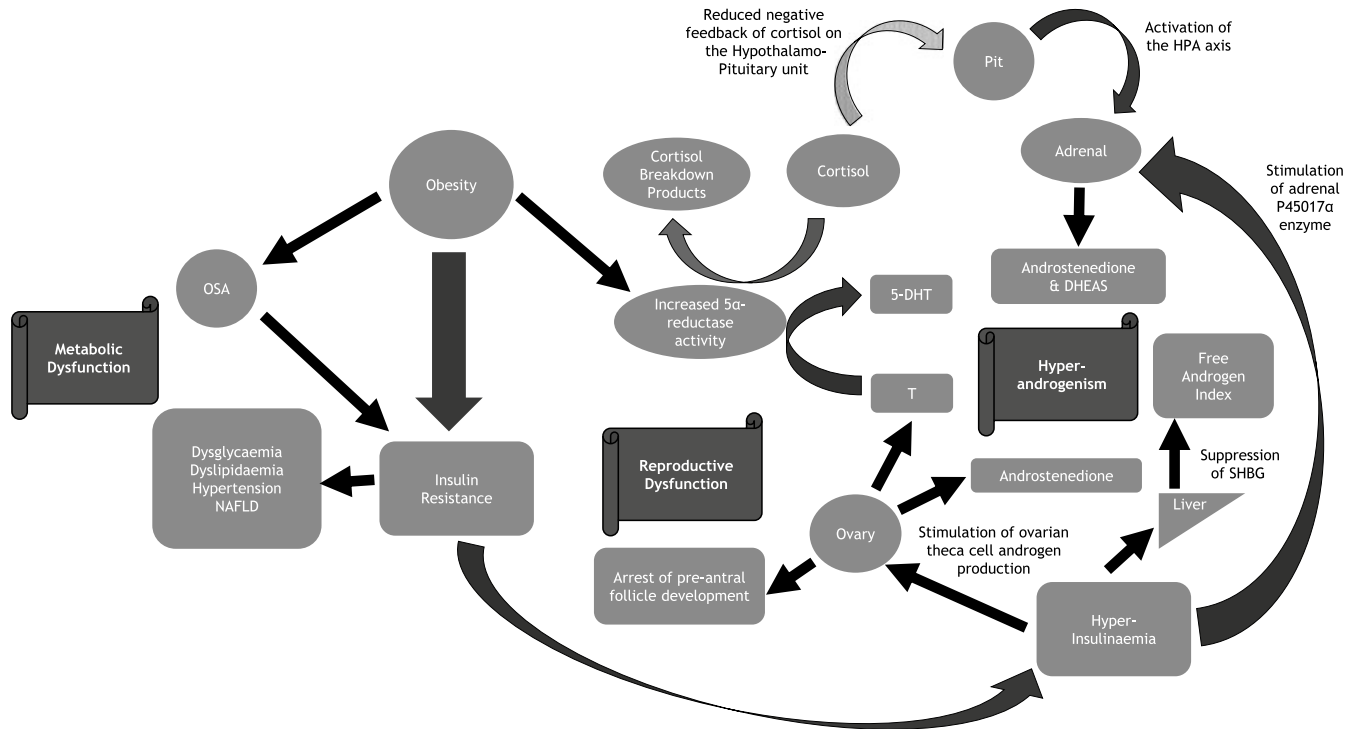 Reduced negative
feedback of cortisol on
the Hypothalamo-
Pituitary unit
Pit
Activation of
the HPA axis
Obesity
Cortisol
Breakdown
Products
Cortisol
Adrenal
Stimulation
of adrenal
P45017α
enzyme
OSA
Increased 5α-
reductase
activity
5-DHT
Androstenedione
& DHEAS
Metabolic
Dysfunction
T
Hyper-
androgenism
Free
Androgen
Index
Dysglycaemia
Dyslipidaemia
Hypertension
NAFLD
Insulin
Resistance
Reproductive
Dysfunction
Androstenedione
Suppression
of SHBG
Liver
Ovary
Stimulation of ovarian
theca cell androgen
production
Arrest of pre-antral
follicle development
Hyper-
Insulinaemia